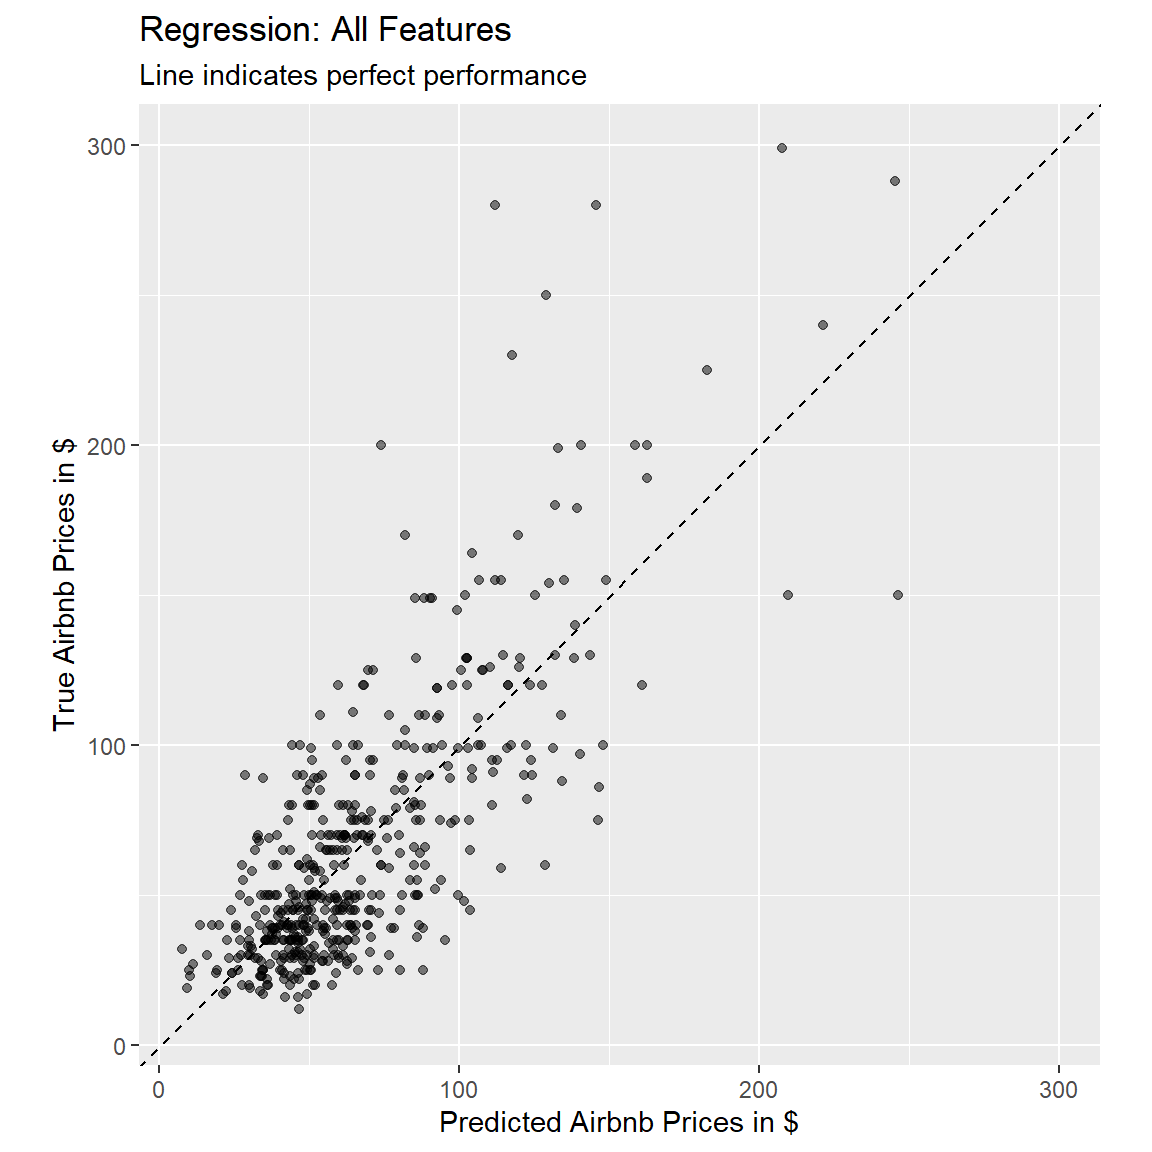 Regression: All Features
Line indicates perfect performance
300
200
100
0
True Airbnb Prices in $
0
100
200
300
Predicted Airbnb Prices in $